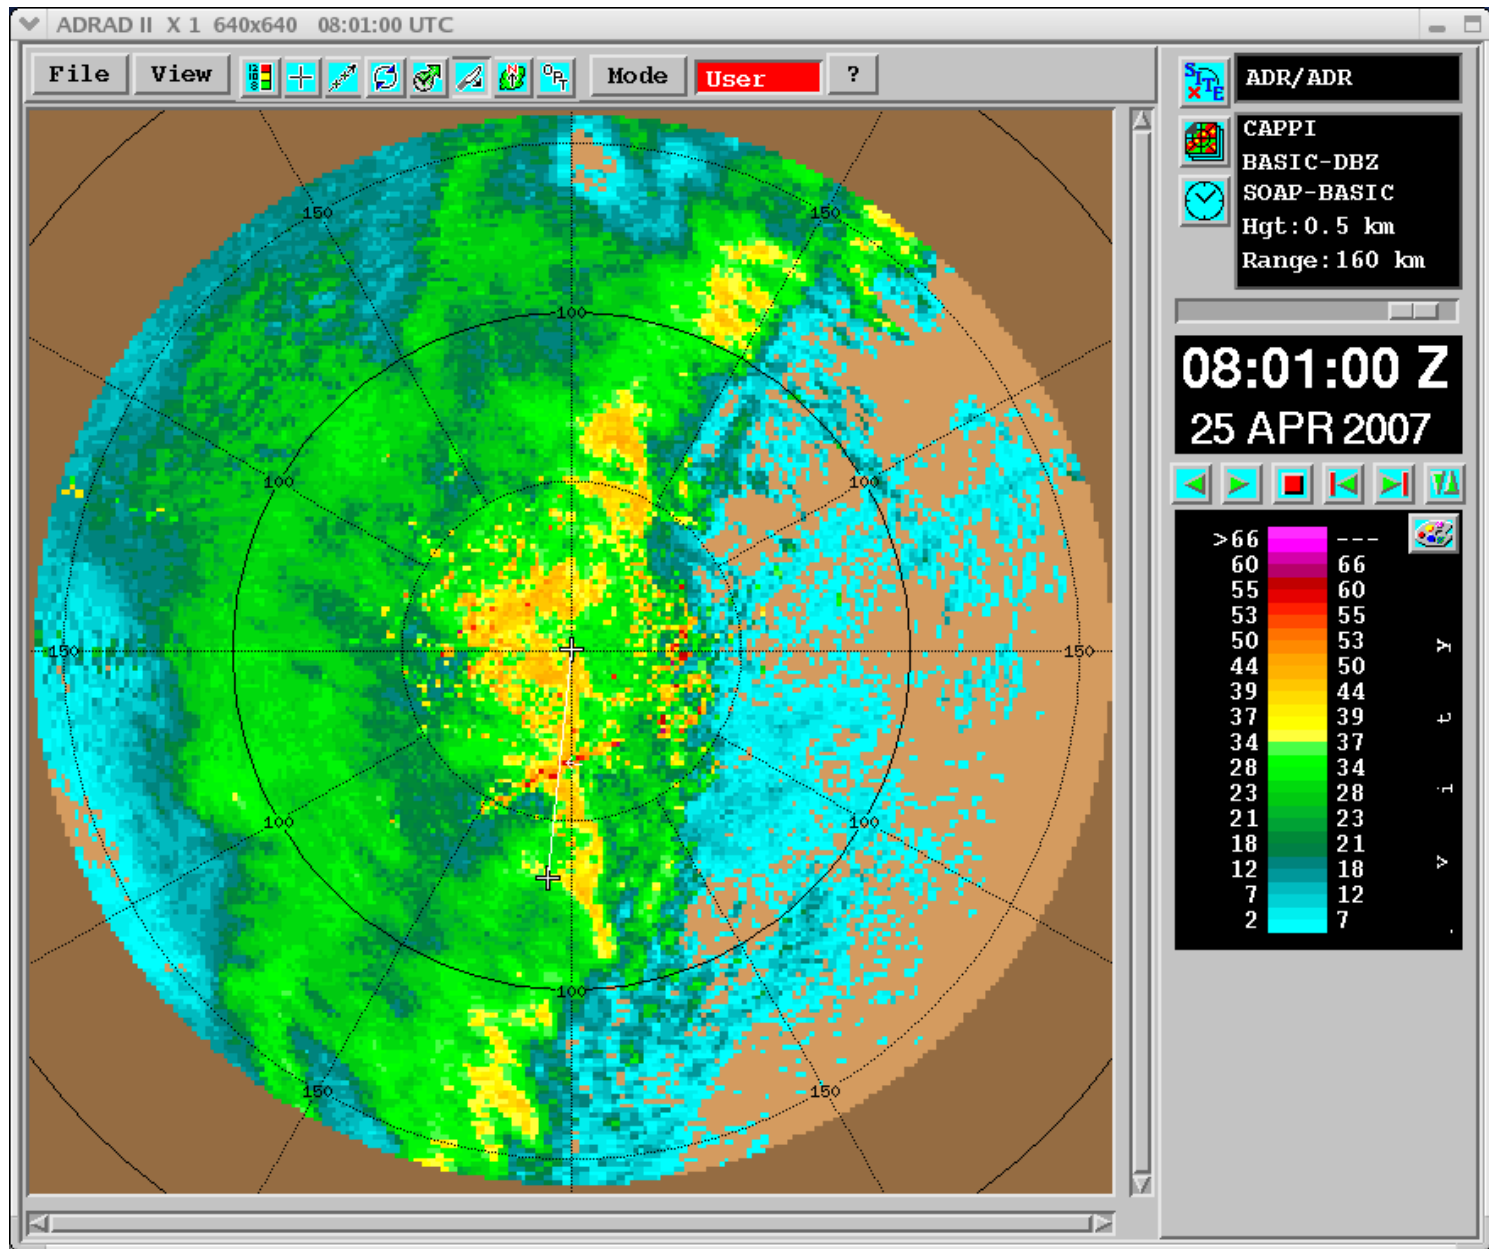 ADRAD II X 1 640x640 08:01:00 UTC
File View Mode User ?
SITE
ADR/ADR
CAPPI
BASIC-DBZ
SOAP-BASIC
Hgt:0.5 km
Range:160 km
08:01:00 Z
25 APR 2007
>66 ---
60 66
55 60
53 55
50 53
44 50
39 44
37 39
34 37
28 34
23 28
21 23
18 21
12 18
7 12
2 7
150 150
100
100 100
150 150
100 100
100
150 150